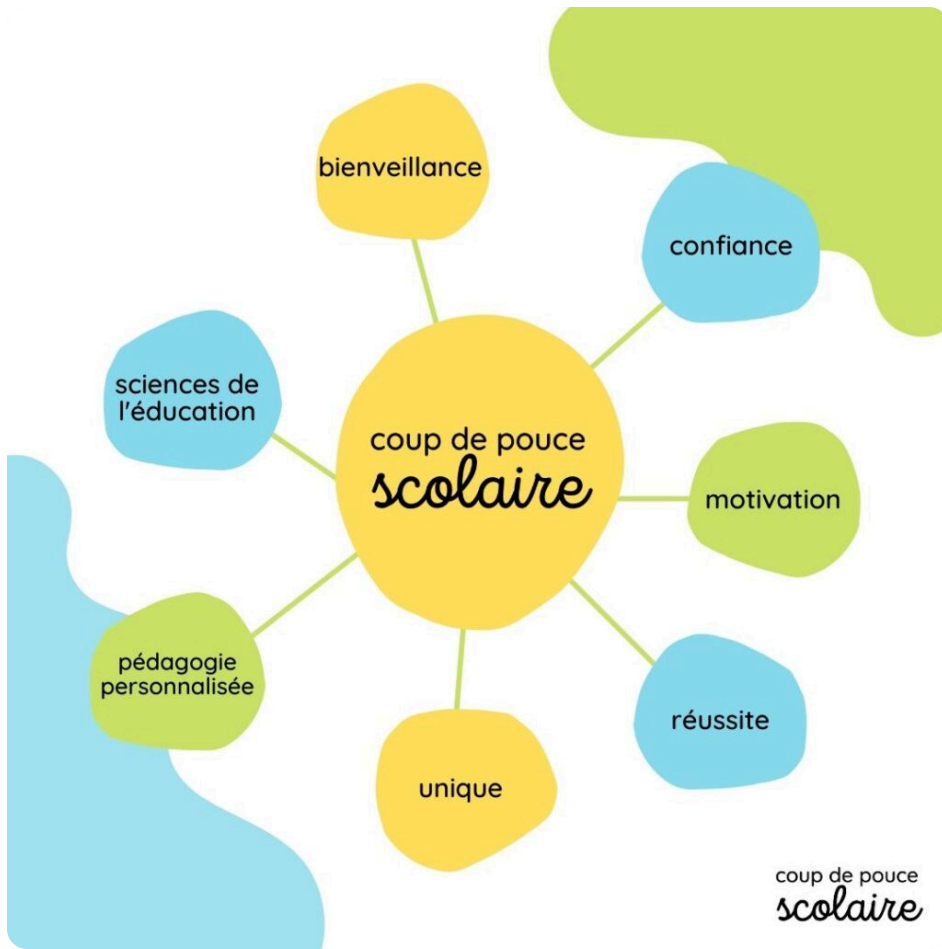 bienveillance
confiance
sciences de
l'éducation
coup de pouce
scolaire
motivation
pédagogie
personnalisée
réussite
unique
coup de pouce
scolaire